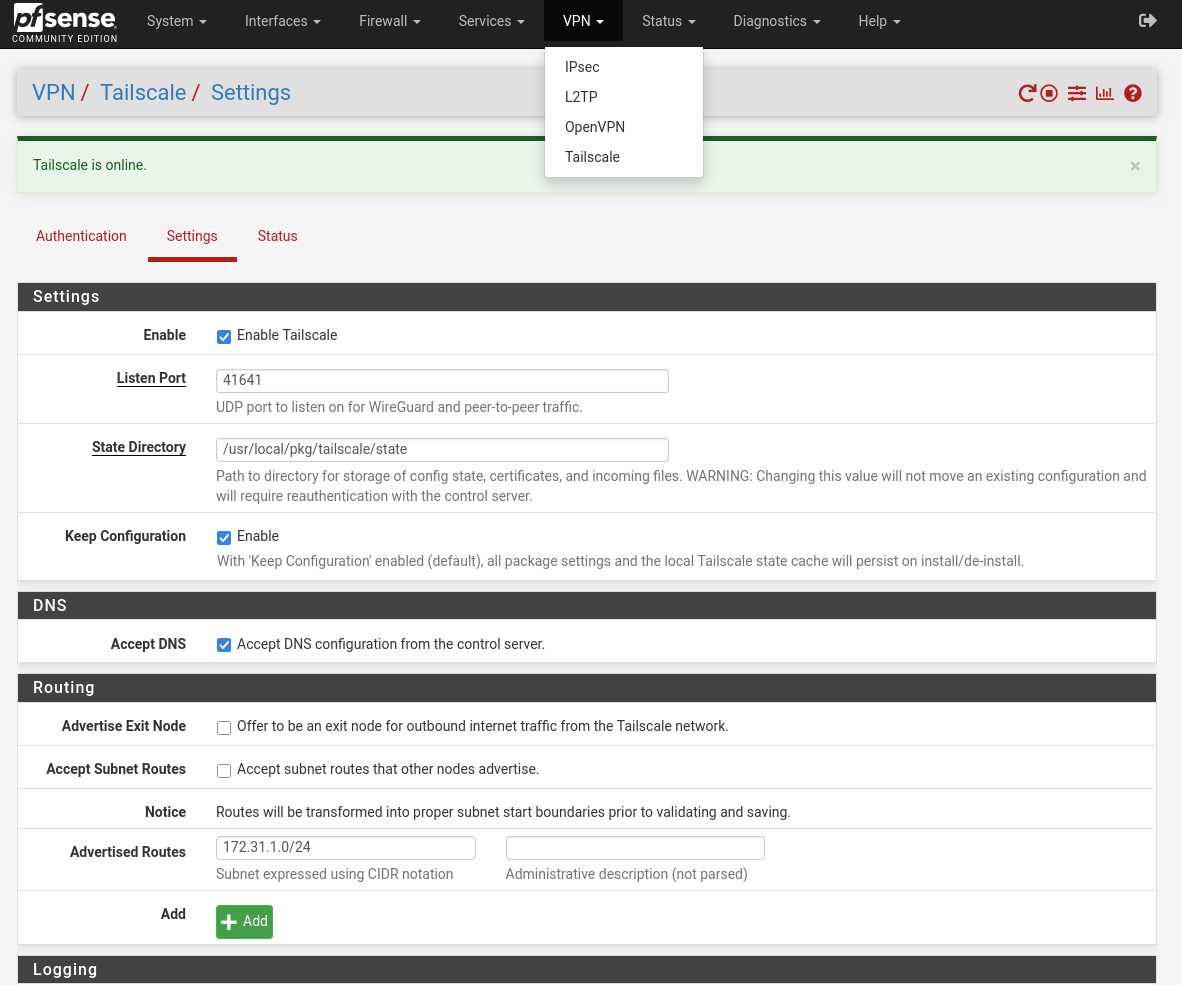 pfsense
COMMUNITY EDITION
System Interfaces Firewall Services VPN Status Diagnostics Help
IPsec
L2TP
OpenVPN
Tailscale
VPN / Tailscale / Settings
Tailscale is online. ×
Authentication Settings Status
Settings
Enable Enable Tailscale
Listen Port 41641
UDP port to listen on for WireGuard and peer-to-peer traffic.
State Directory /usr/local/pkg/tailscale/state
Path to directory for storage of config state, certificates, and incoming files. WARNING: Changing this value will not move an existing configuration and
will require reauthentication with the control server.
Keep Configuration Enable
With 'Keep Configuration' enabled (default), all package settings and the local Tailscale state cache will persist on install/de-install.
DNS
Accept DNS Accept DNS configuration from the control server.
Routing
Advertise Exit Node Offer to be an exit node for outbound internet traffic from the Tailscale network.
Accept Subnet Routes Accept subnet routes that other nodes advertise.
Notice Routes will be transformed into proper subnet start boundaries prior to validating and saving.
Advertised Routes 172.31.1.0/24
Subnet expressed using CIDR notation Administrative description (not parsed)
Add Add
Logging